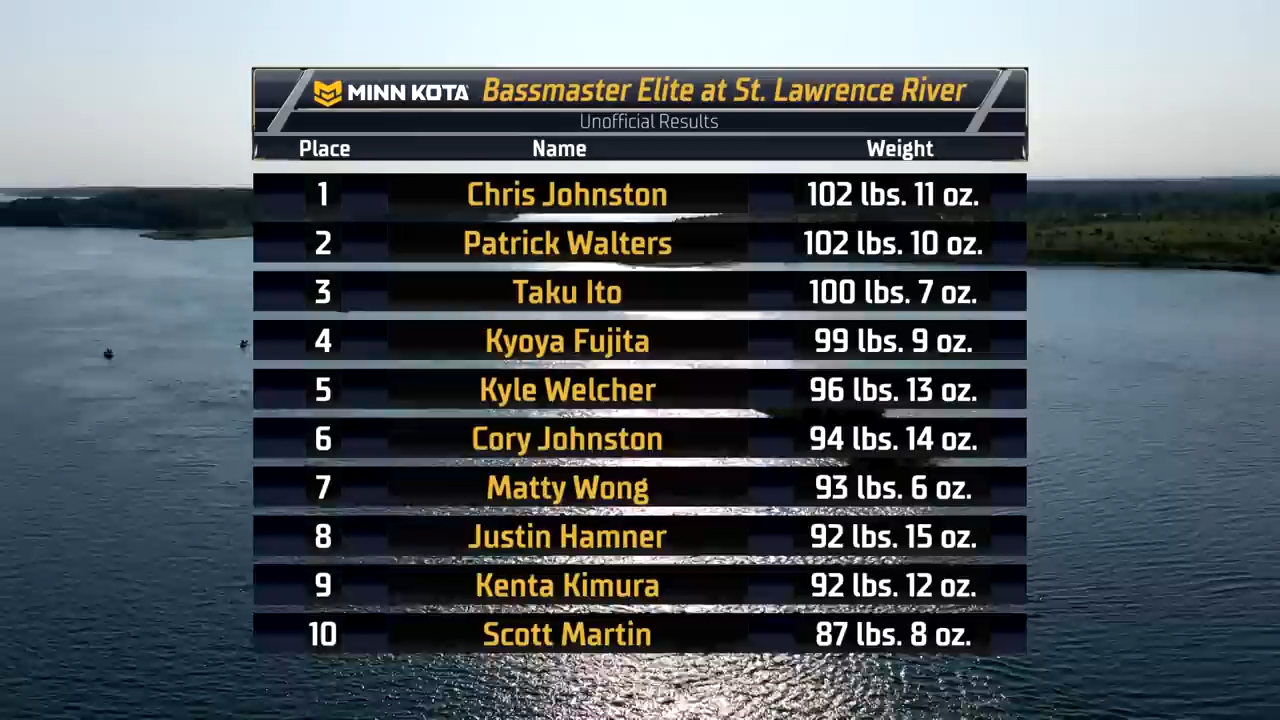 MINN KOTA Bassmaster Elite at St. Lawrence River
Unofficial Results
Place Name Weight
1 Chris Johnston 102 lbs. 11 oz.
2 Patrick Walters 102 lbs. 10 oz.
3 Taku Ito 100 lbs. 7 oz.
4 Kyoya Fujita 99 lbs. 9 oz.
5 Kyle Welcher 96 lbs. 13 oz.
6 Cory Johnston 94 lbs. 14 oz.
7 Matty Wong 93 lbs. 6 oz.
8 Justin Hamner 92 lbs. 15 oz.
9 Kenta Kimura 92 lbs. 12 oz.
10 Scott Martin 87 lbs. 8 oz.